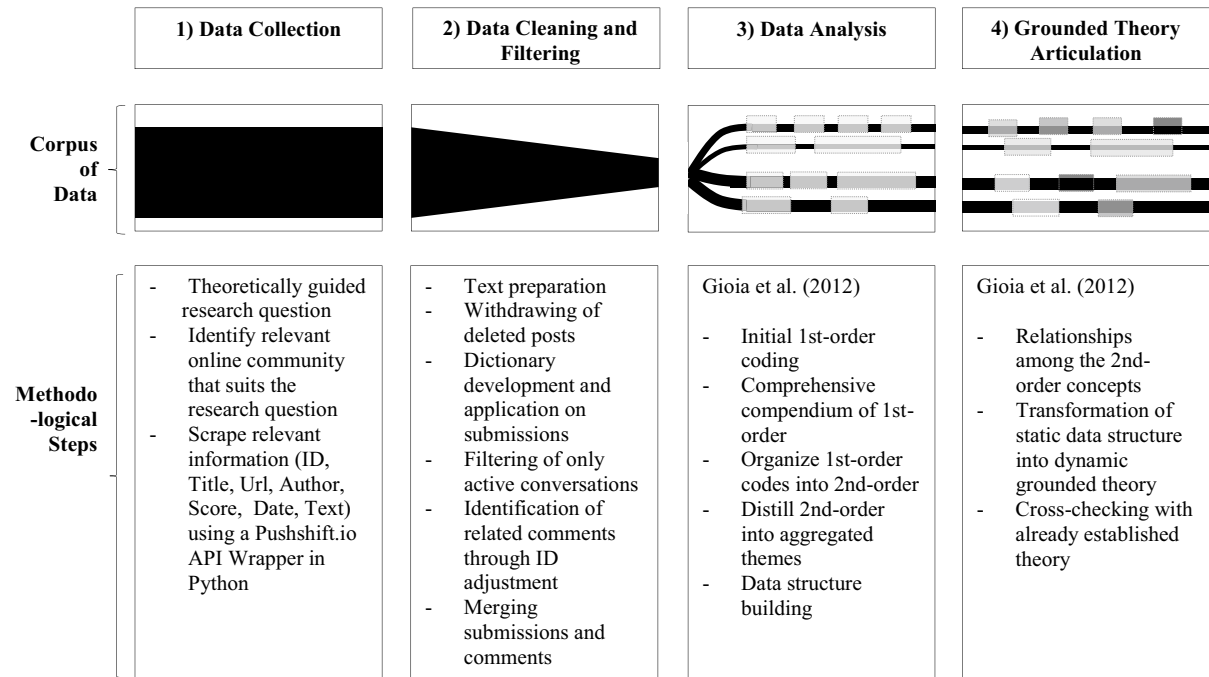 1) Data Collection
2) Data Cleaning and
Filtering
3) Data Analysis
4) Grounded Theory
Articulation
Corpus
of
Data
Methodo
-logical
Steps
- Theoretically guided
research question
- Identify relevant
online community
that suits the
research question
- Scrape relevant
information (ID,
Title, Url, Author,
Score, Date, Text)
using a Pushshift.io
API Wrapper in
Python
- Text preparation
- Withdrawing of
deleted posts
- Dictionary
development and
application on
submissions
- Filtering of only
active conversations
- Identification of
related comments
through ID
adjustment
- Merging
submissions and
comments
Gioia et al. (2012)
- Initial 1st-order
coding
- Comprehensive
compendium of 1st-
order
- Organize 1st-order
codes into 2nd-order
- Distill 2nd-order
into aggregated
themes
- Data structure
building
Gioia et al. (2012)
- Relationships
among the 2nd-
order concepts
- Transformation of
static data structure
into dynamic
grounded theory
- Cross-checking with
already established
theory